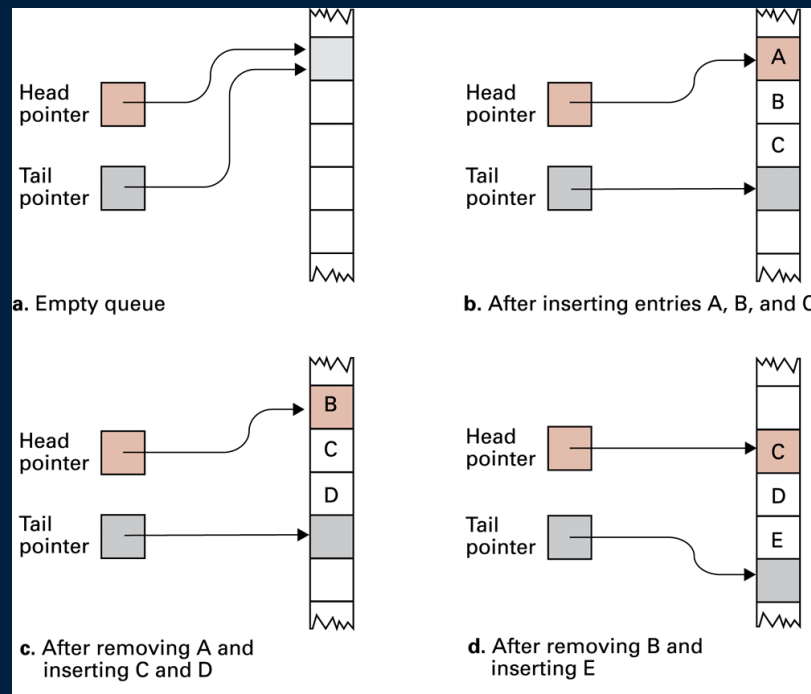 Head
pointer
Tail
pointer
a. Empty queue
Head
pointer
Tail
pointer
A
B
C
b. After inserting entries A, B, and C
Head
pointer
Tail
pointer
B
C
D
c. After removing A and
inserting C and D
Head
pointer
Tail
pointer
C
D
E
d. After removing B and
inserting E